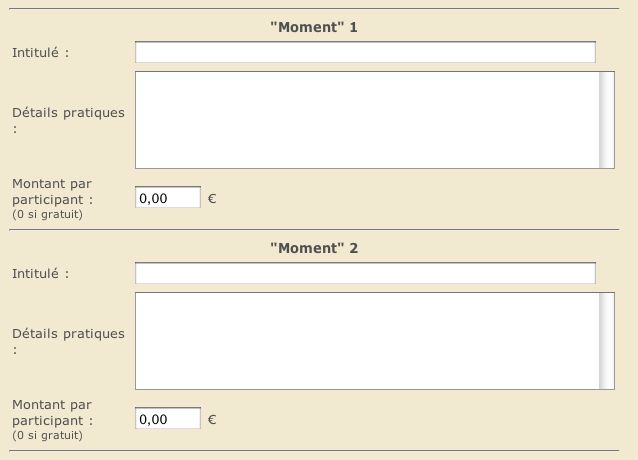 "Moment" 1
Intitulé :
Détails pratiques
:
Montant par
participant :
(0 si gratuit)
0,00 €
"Moment" 2
Intitulé :
Détails pratiques
:
Montant par
participant :
(0 si gratuit)
0,00 €